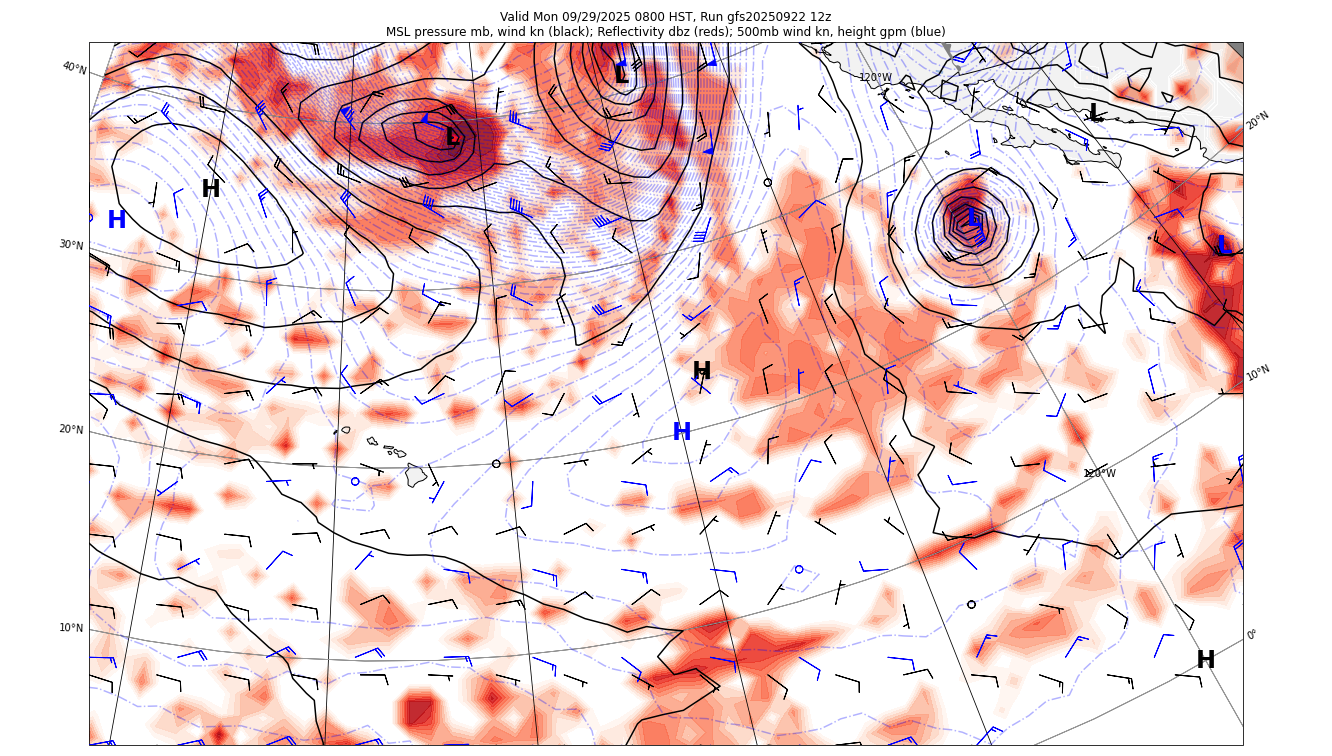 Valid Mon 09/29/2025 0800 HST, Run gfs20250922 12z
MSL pressure mb, wind kn (black); Reflectivity dbz (reds); 500mb wind kn, height gpm (blue)
40°N
120°W
L
L
L
20°N
H
H
L
30°N
L
H
10°N
H
20°N
120°W
10°N
0°
H